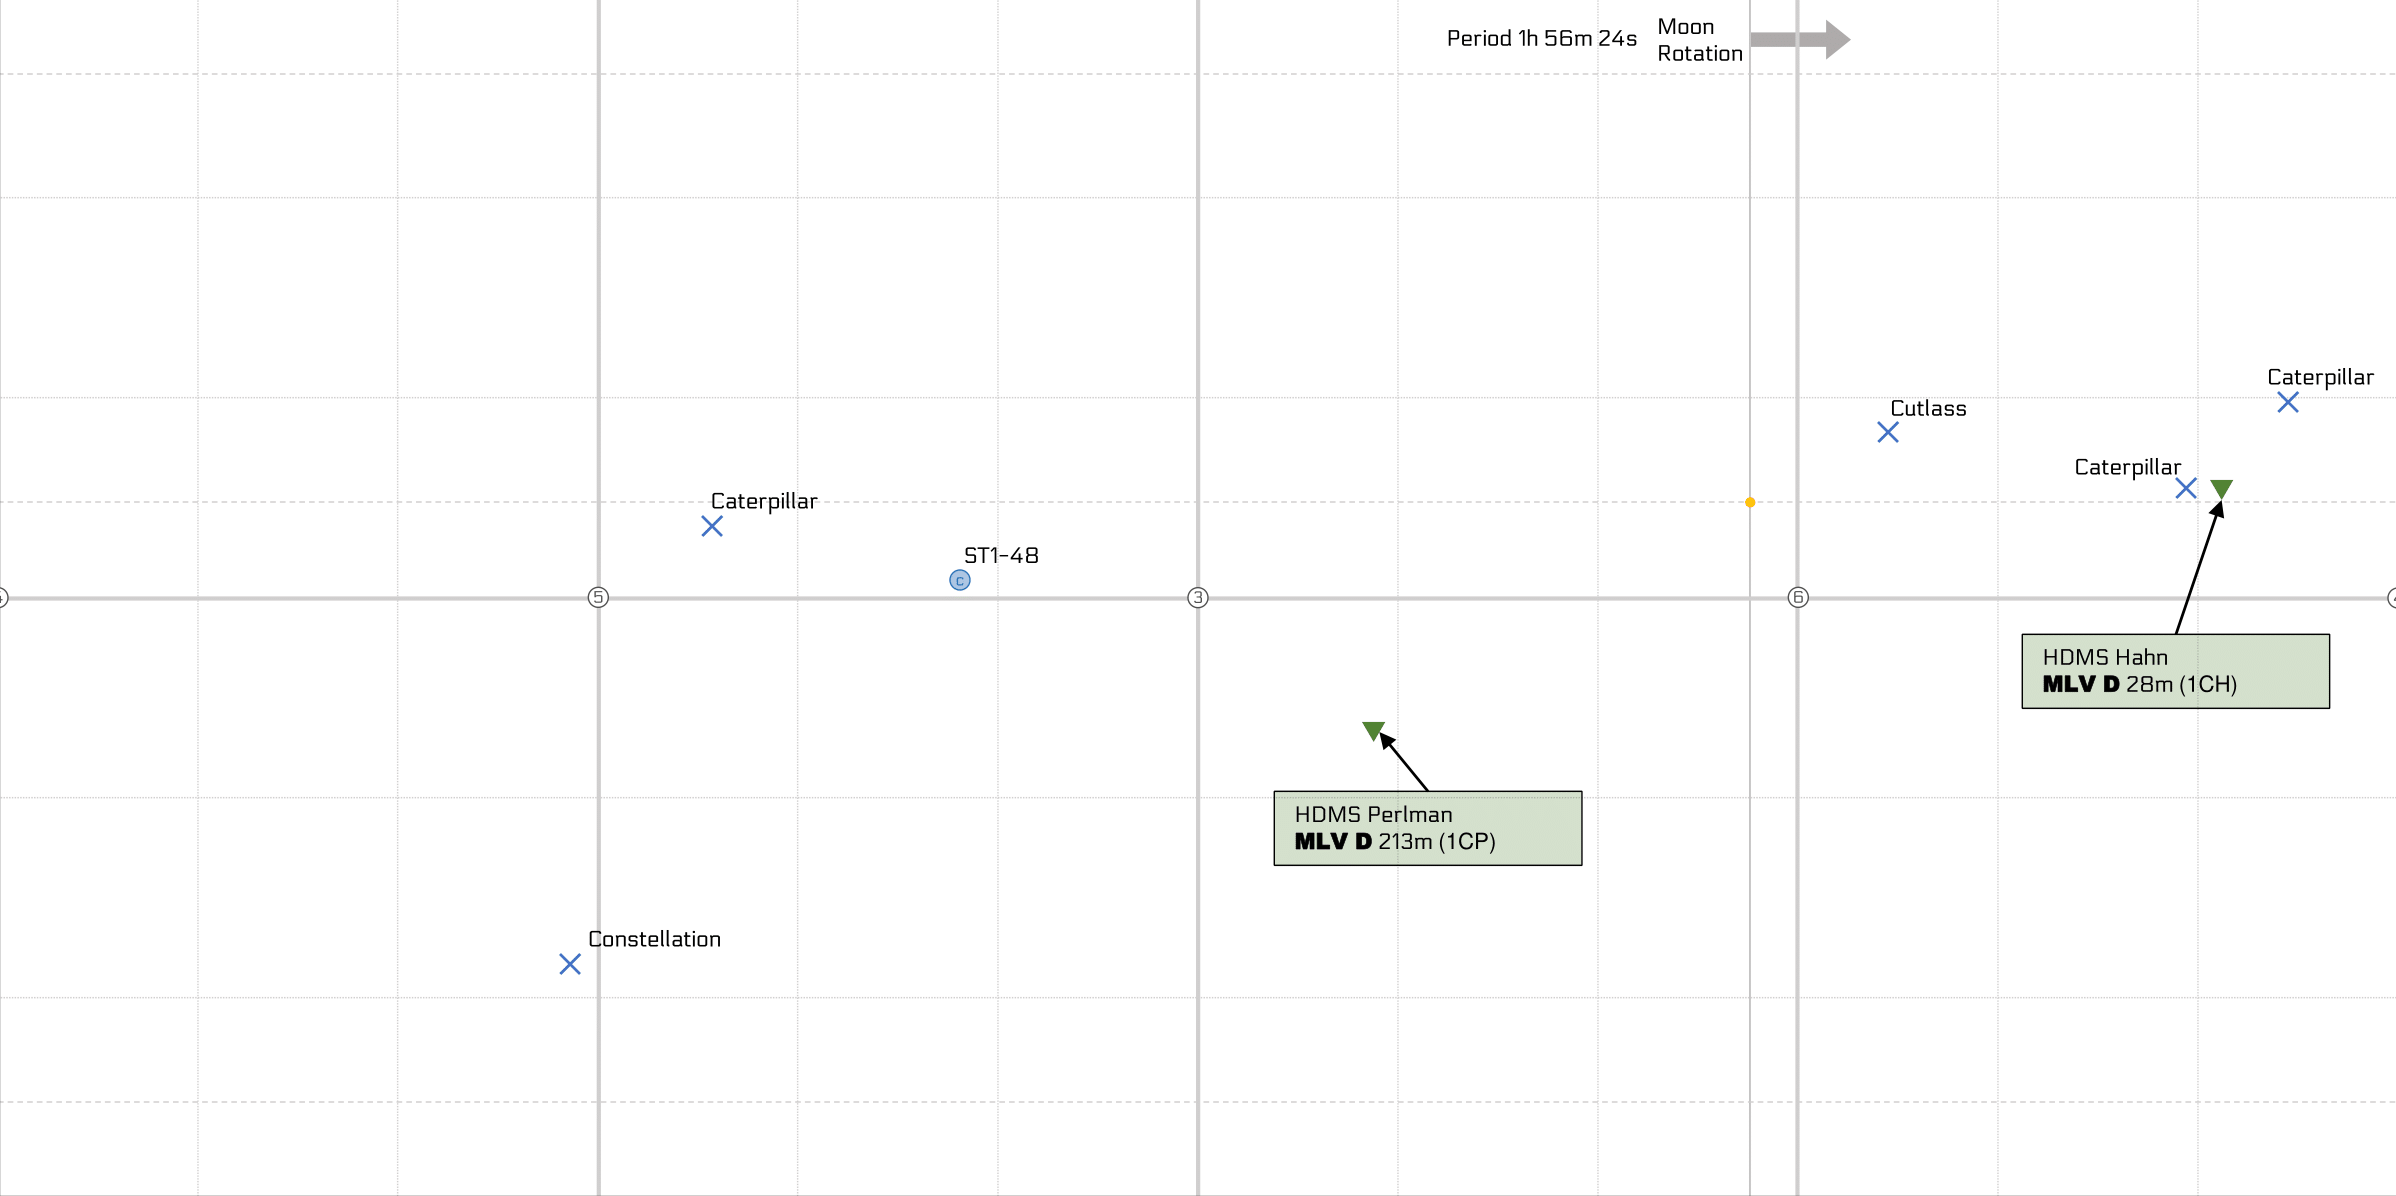 Period 1h 56m 24s
Moon
Rotation
Caterpillar
Cutlass
Caterpillar
Caterpillar
ST1-48
C
5
3
6
HDMS Hahn
MLV D 28m (1CH)
HDMS Perlman
MLV D 213m (1CP)
Constellation